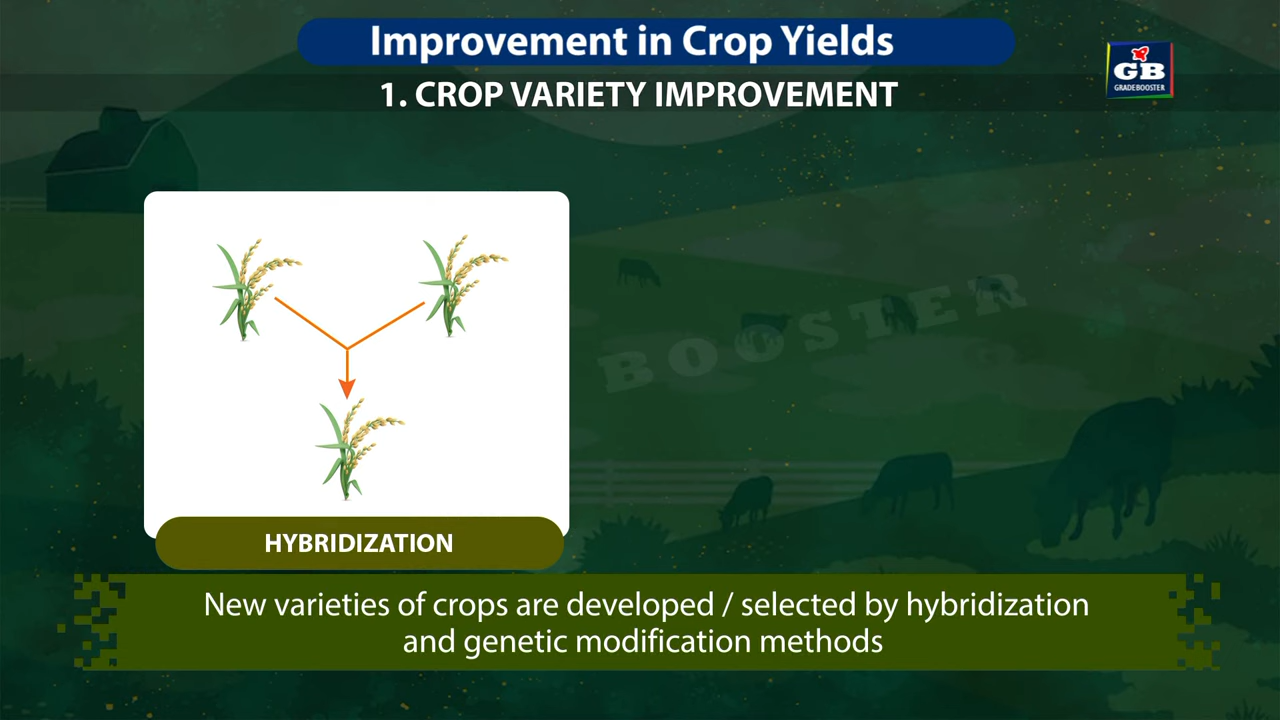 Improvement in Crop Yields
1. CROP VARIETY IMPROVEMENT
GB
GRADEBOOSTER
BOOSTER
HYBRIDIZATION
New varieties of crops are developed / selected by hybridization
and genetic modification methods